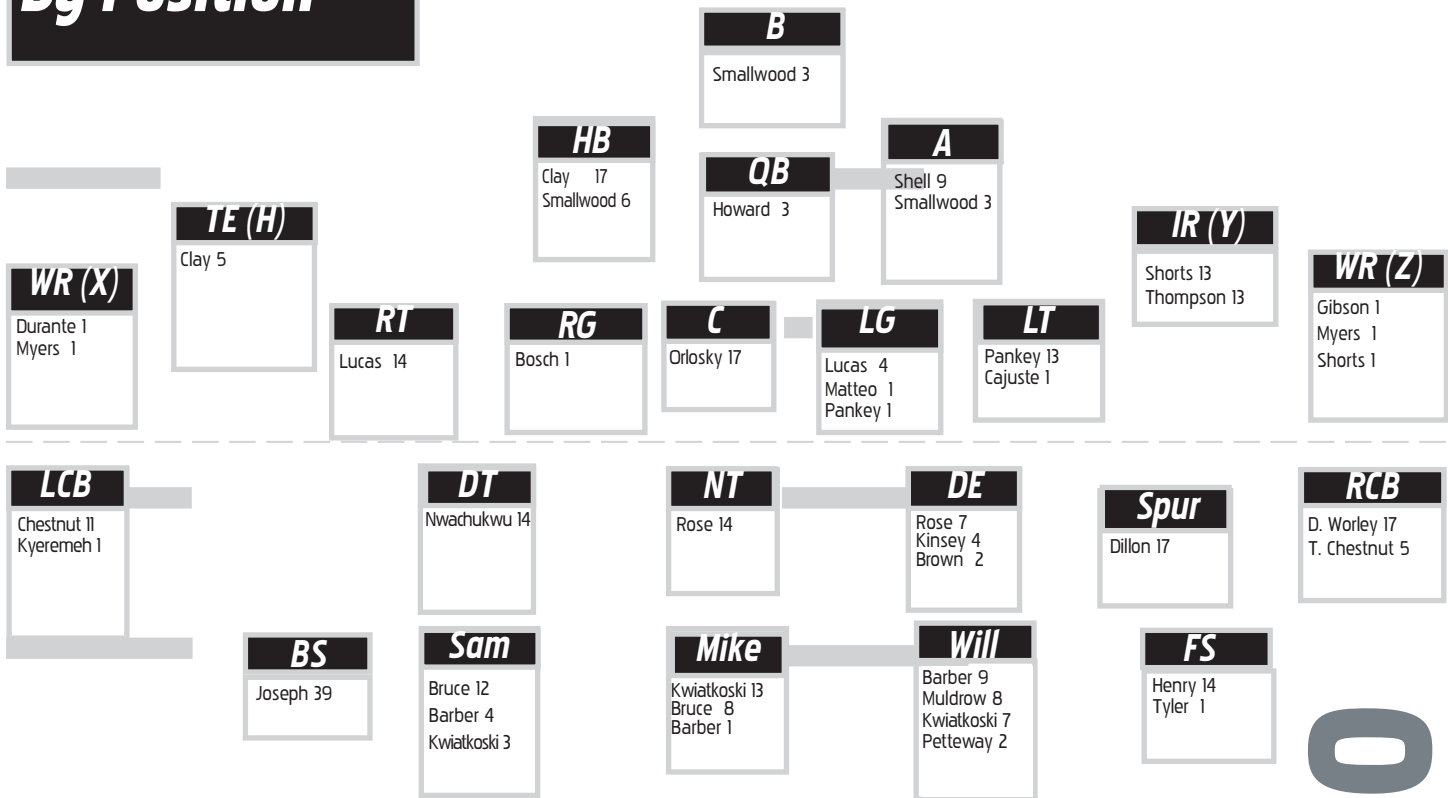 By Position
B
Smallwood 3
HB
Clay 17
Smallwood 6
QB
Howard 3
A
Shell 9
Smallwood 3
TE (H)
Clay 5
IR (Y)
Shorts 13
Thompson 13
WR (X)
Durante 1
Myers 1
WR (Z)
Gibson 1
Myers 1
Shorts 1
RT
Lucas 14
RG
Bosch 1
C
Orlosky 17
LG
Lucas 4
Matteo 1
Pankey 1
LT
Pankey 13
Cajuste 1
LCB
Chestnut 11
Kyeremeh 1
DT
Nwachukwu 14
NT
Rose 14
DE
Rose 7
Kinsey 4
Brown 2
Spur
Dillon 17
RCB
D. Worley 17
T. Chestnut 5
BS
Joseph 39
Sam
Bruce 12
Barber 4
Kwiatkoski 3
Mike
Kwiatkoski 13
Bruce 8
Barber 1
Will
Barber 9
Muldrow 8
Kwiatkoski 7
Petteway 2
FS
Henry 14
Tyler 1